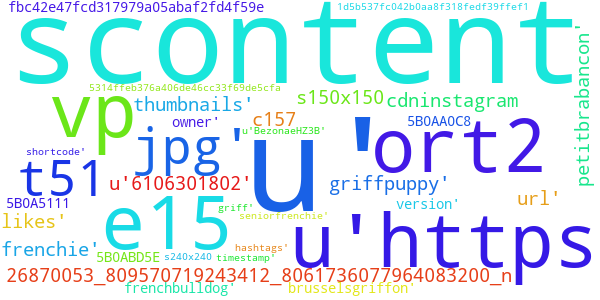 fbc42e47fcd317979a05abaf2fd4f59e
1d5b537fc042b0aa8f318fedf39ffef1
scontent
5314ffeb376a406de46cc33f69de5cfa
vp
thumbnails'
s150x150
cdninstagram
petitbrabancon'
owner'
c157
5B0AA0C8
u'BezonaeHZ3B'
jpg'
u'
ort2
shortcode'
t51
u'6106301802'
griffpuppy'
5B0A5111
e15
griff'
version'
url'
likes'
seniorfrenchie'
u'https
frenchie'
5B0ABD5E
s240x240
hashtags'
timestamp'
26870053_809570719243412_8061736077964083200_n
frenchbulldog'
brusselsgriffon'